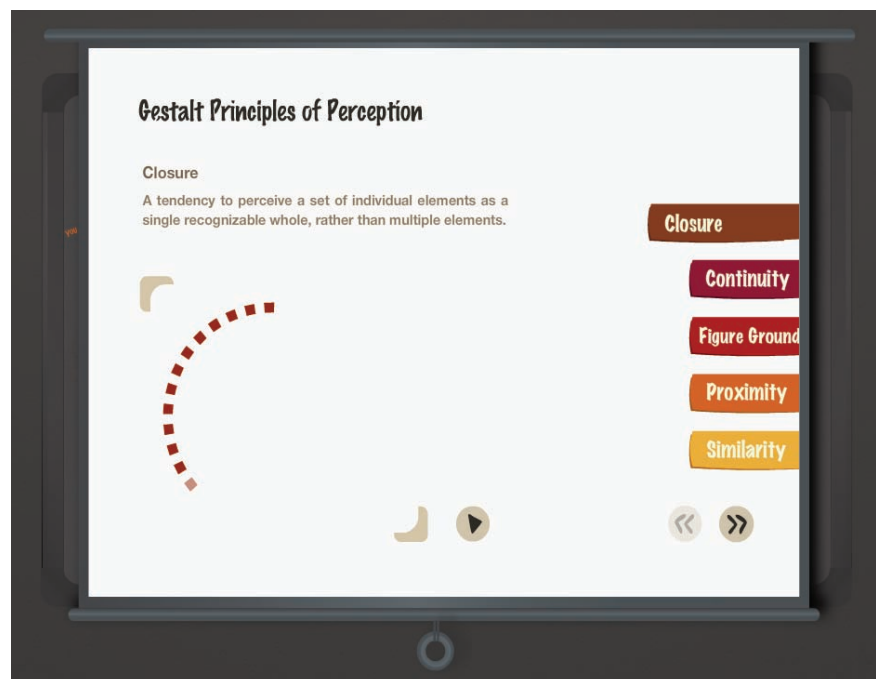 Gestalt Principles of Perception
Closure
A tendency to perceive a set of individual elements as a
single recognizable whole, rather than multiple elements.
Closure
Continuity
Figure Ground
Proximity
Similarity